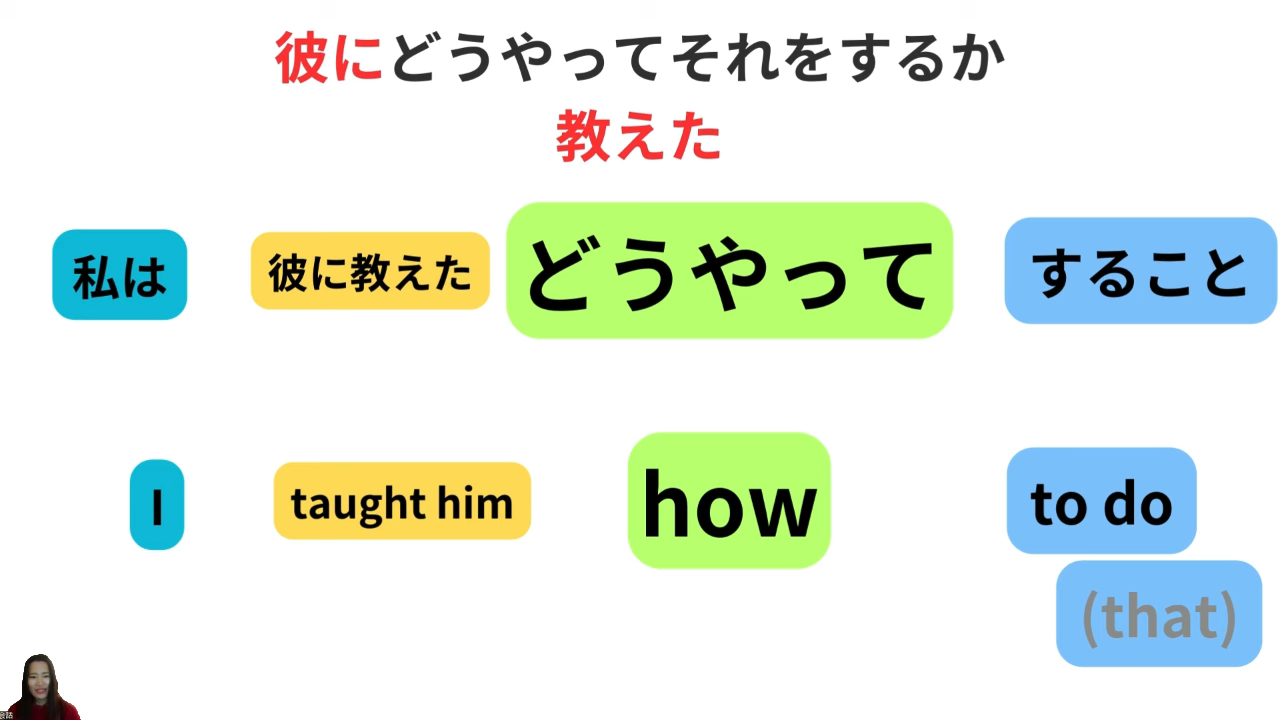 彼にどうやってそれをするか
教えた
私は 彼に教えた どうやって すること
I taught him how to do
(that)
会話